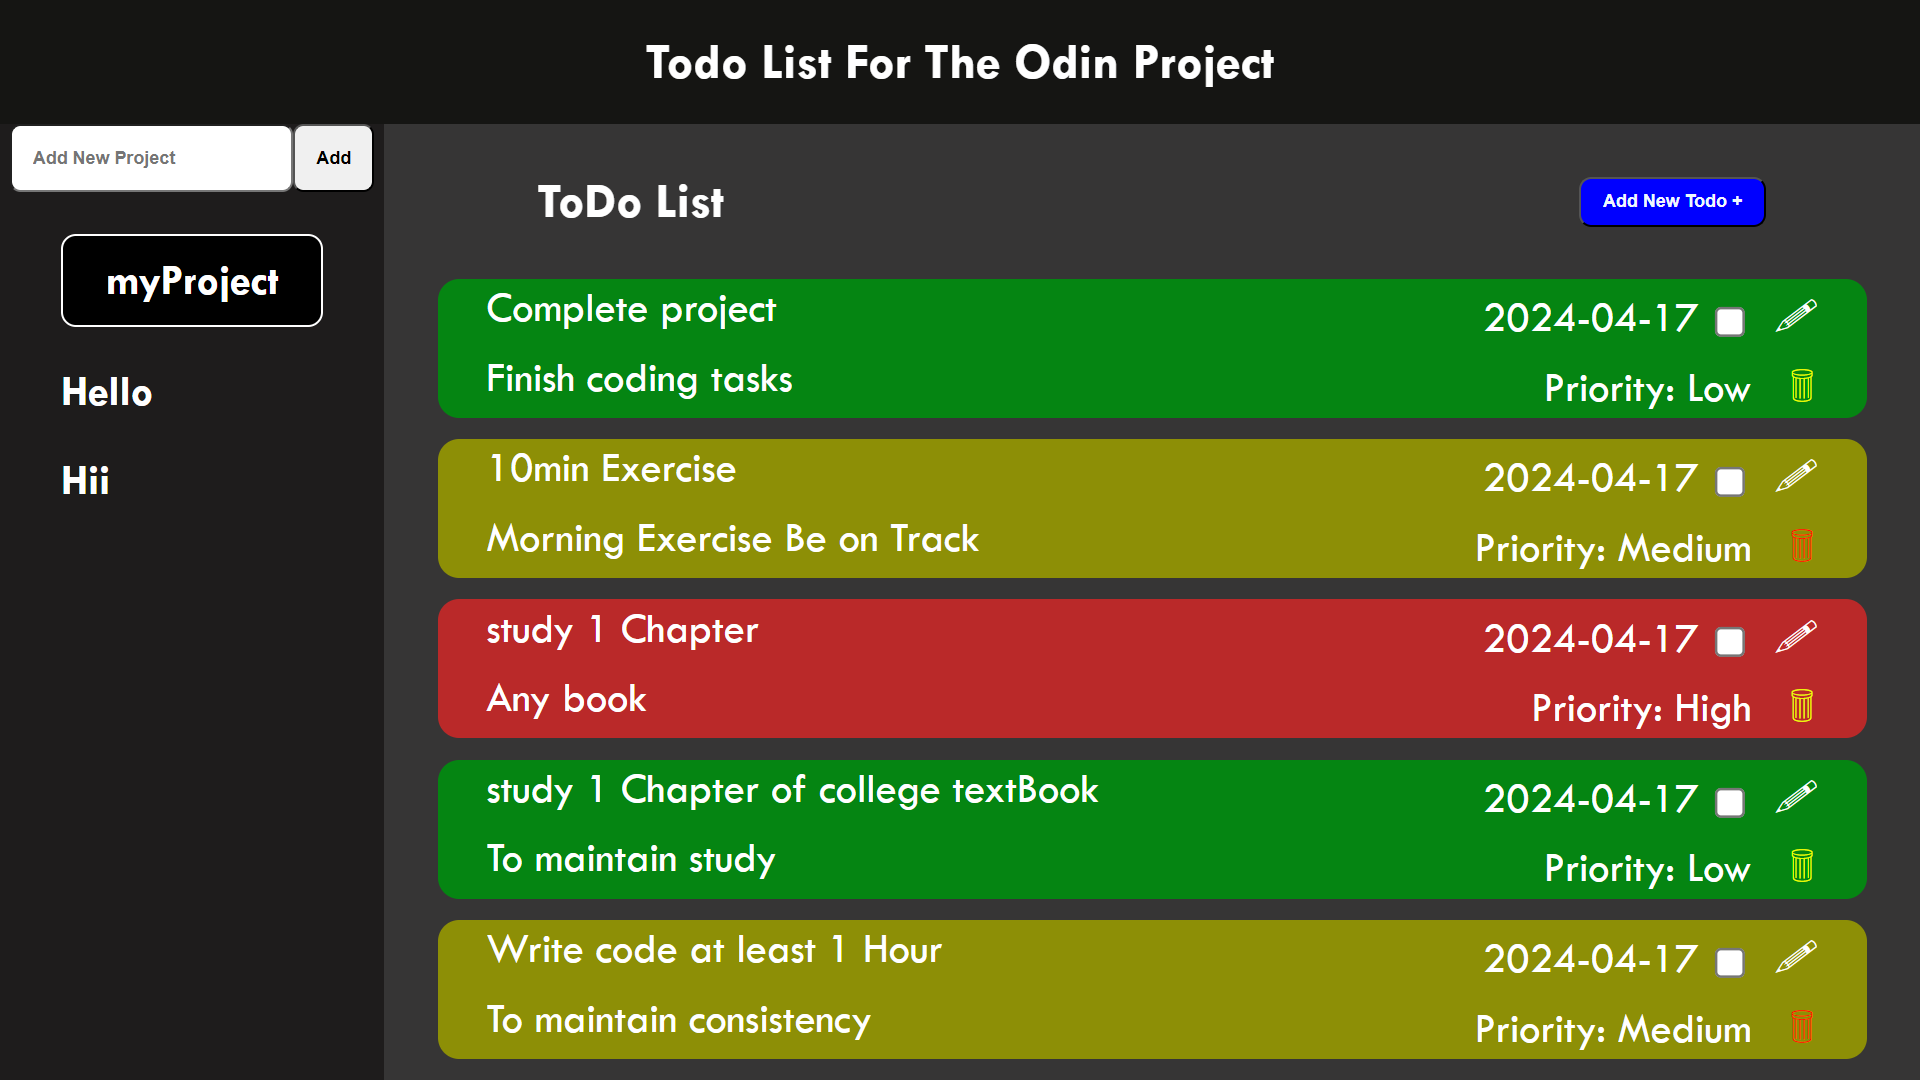 Todo List For The Odin Project
Add New Project
Add
myProject
Hello
Hii
ToDo List
Add New Todo +
Complete project
2024-04-17
Finish coding tasks
Priority: Low
10min Exercise
2024-04-17
Morning Exercise Be on Track
Priority: Medium
study 1 Chapter
2024-04-17
Any book
Priority: High
study 1 Chapter of college textBook
2024-04-17
To maintain study
Priority: Low
Write code at least 1 Hour
2024-04-17
To maintain consistency
Priority: Medium